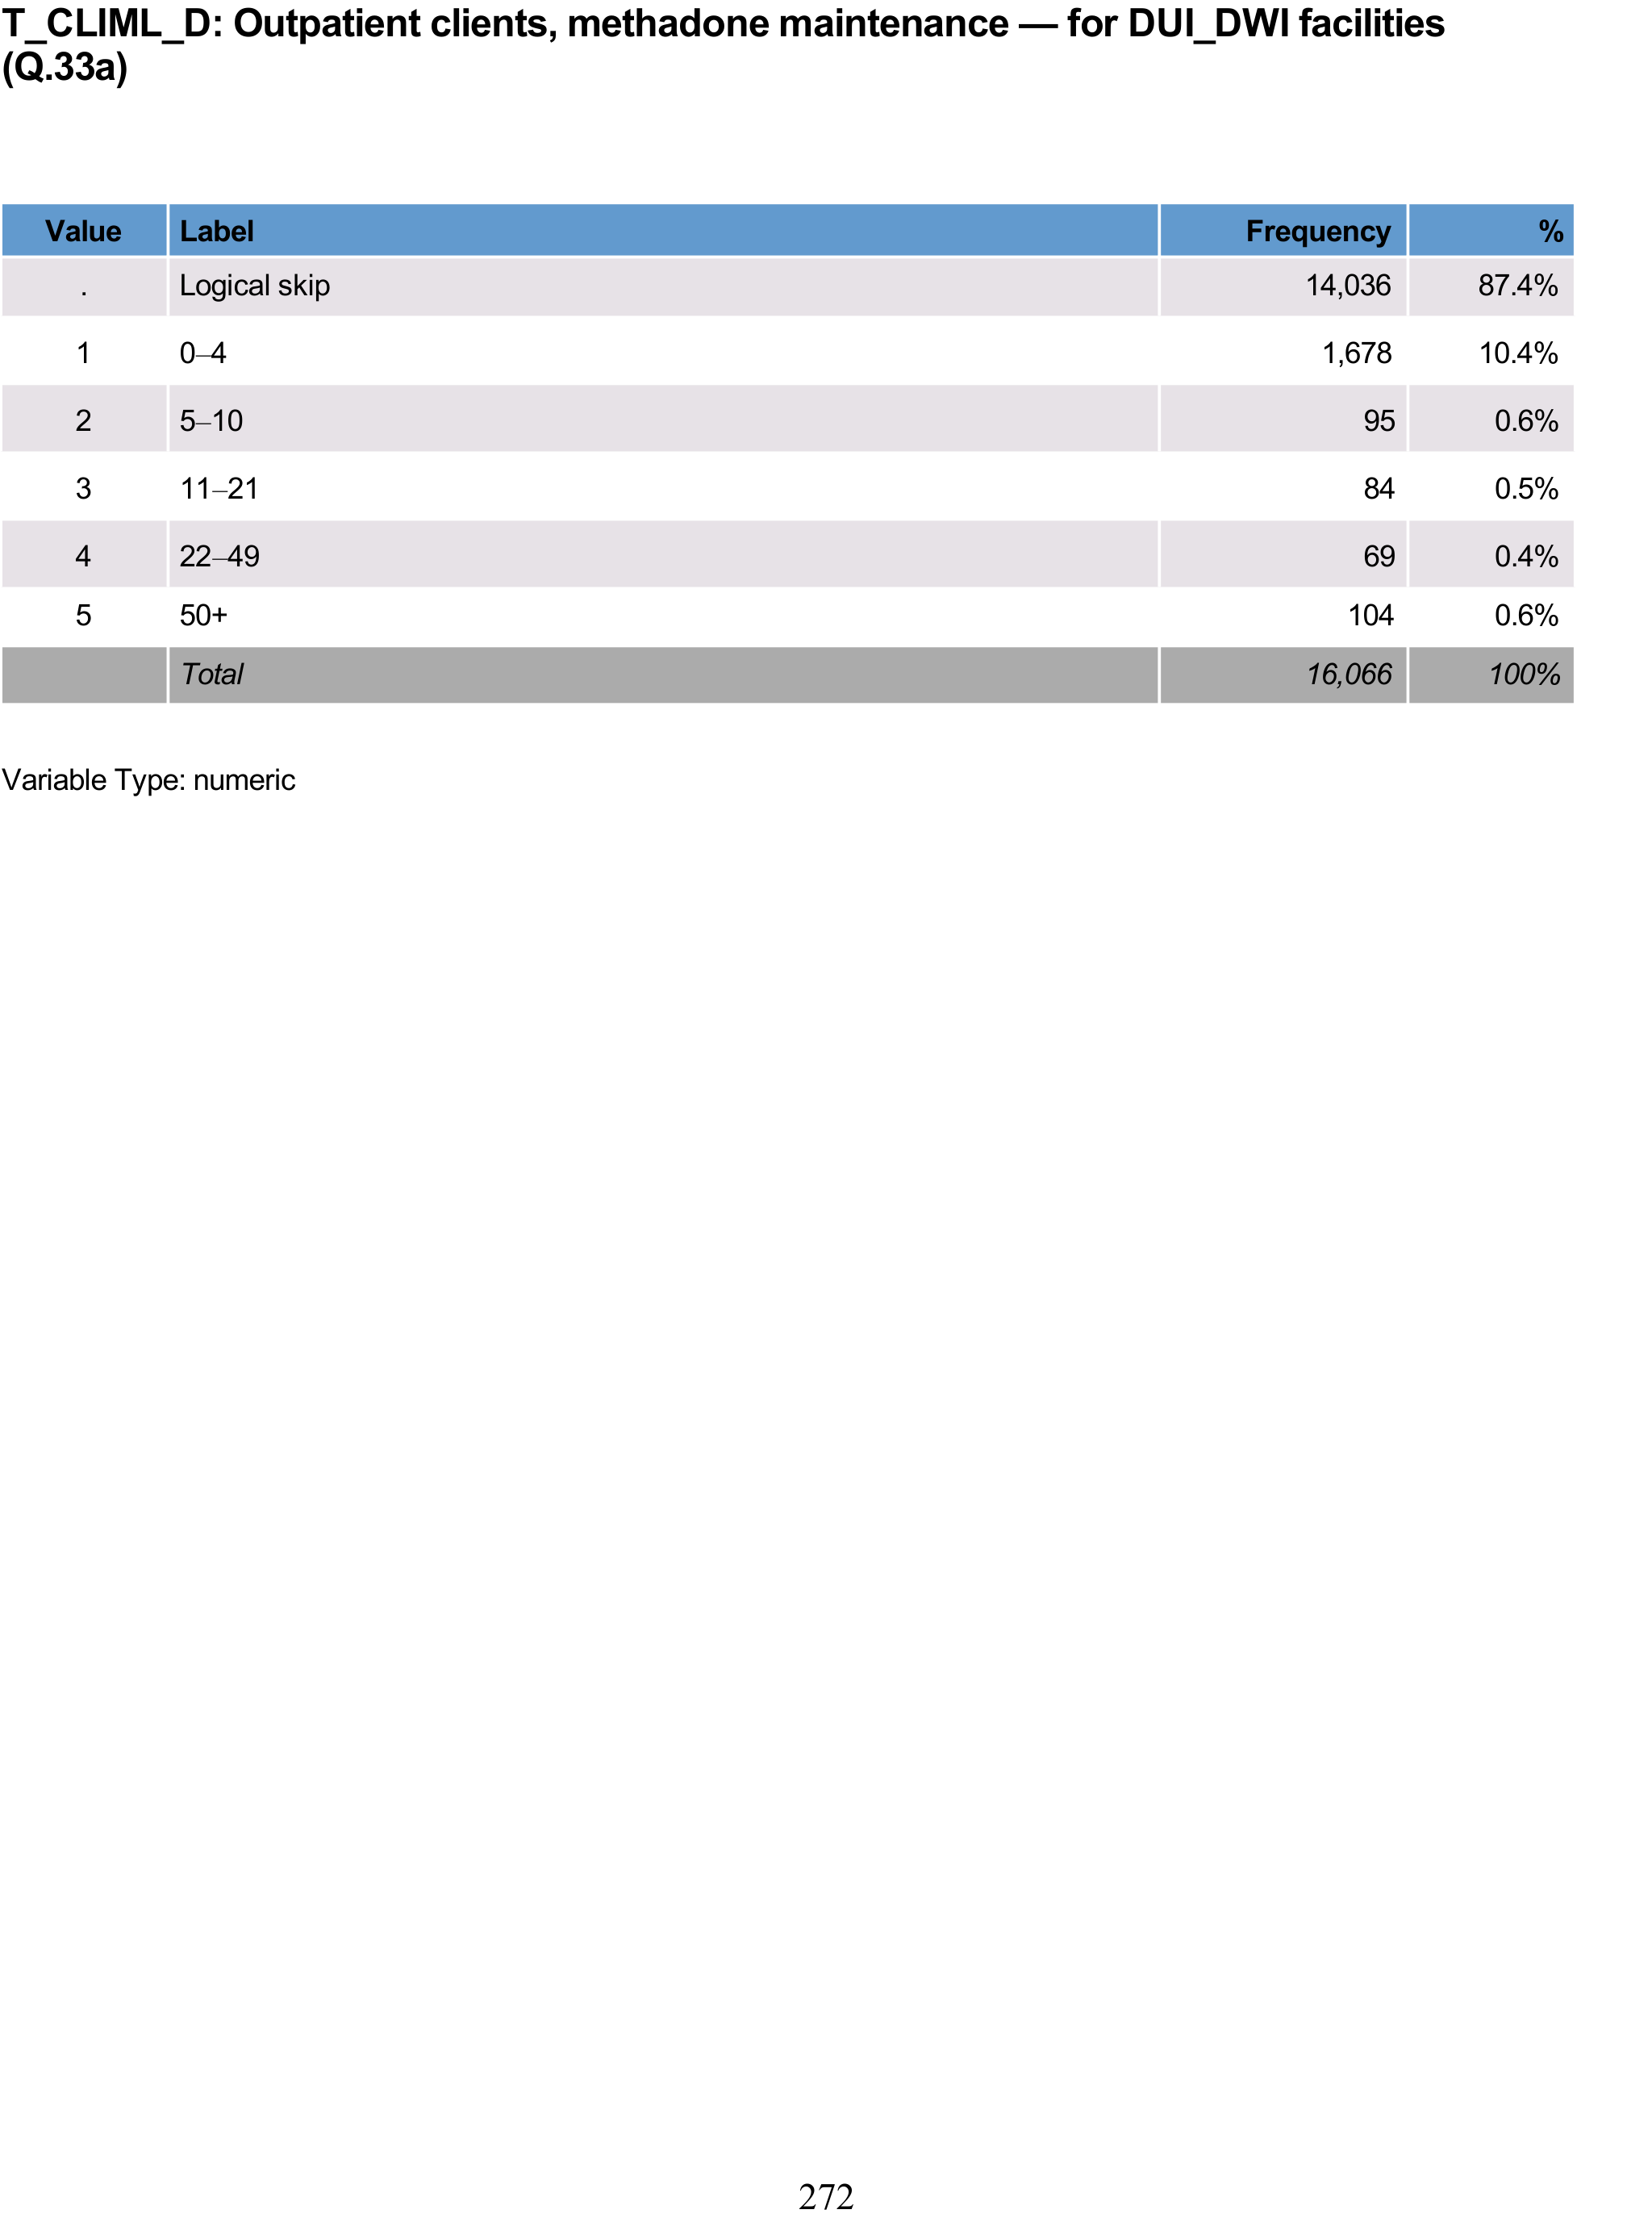 T_CLIML_D: Outpatient clients, methadone maintenance — for DUI_DWI facilities
(Q.33a)
Value Label Frequency %
. Logical skip 14,036 87.4%
1 0–4 1,678 10.4%
2 5–10 95 0.6%
3 11–21 84 0.5%
4 22–49 69 0.4%
5 50+ 104 0.6%
Total 16,066 100%
Variable Type: numeric
272